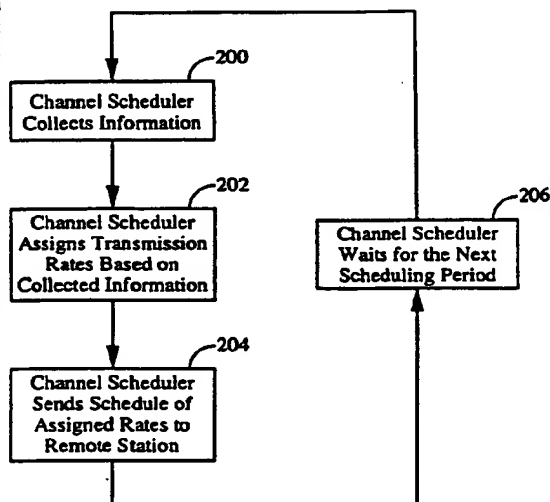 200
Channel Scheduler
Collects Information
202
Channel Scheduler
Assigns Transmission
Rates Based on
Collected Information
206
Channel Scheduler
Waits for the Next
Scheduling Period
204
Channel Scheduler
Sends Schedule of
Assigned Rates to
Remote Station